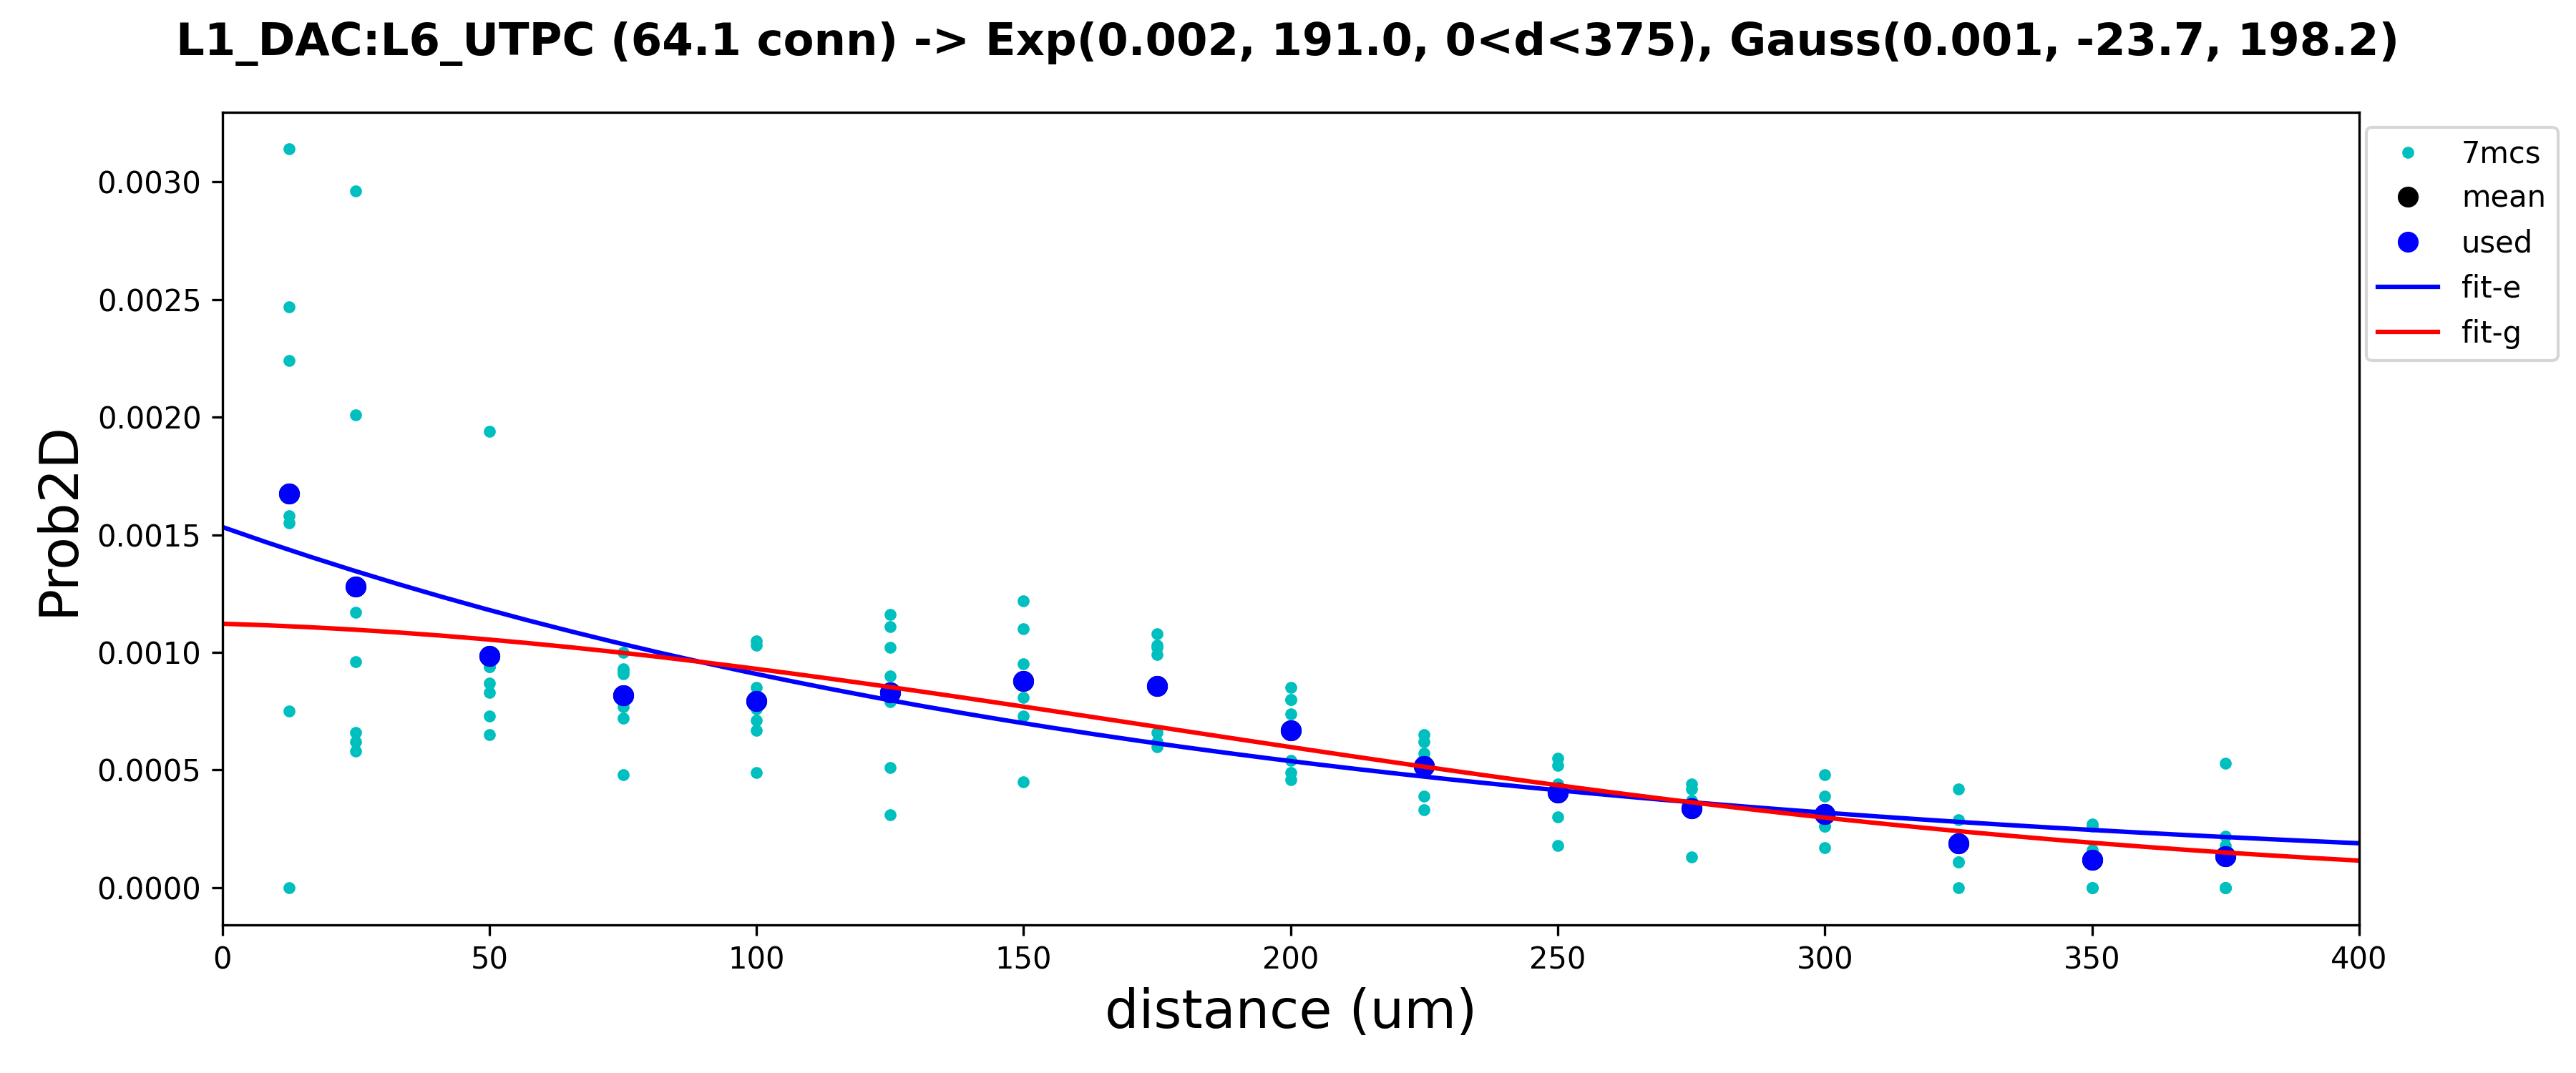 L1_DAC:L6_UTPC (64.1 conn) -> Exp(0.002, 191.0, 0<d<375), Gauss(0.001, -23.7, 198.2)
7mcs
mean
used
fit-e
fit-g
Prob2D
0.0030
0.0025
0.0020
0.0015
0.0010
0.0005
0.0000
0 50 100 150 200 250 300 350 400
distance (um)